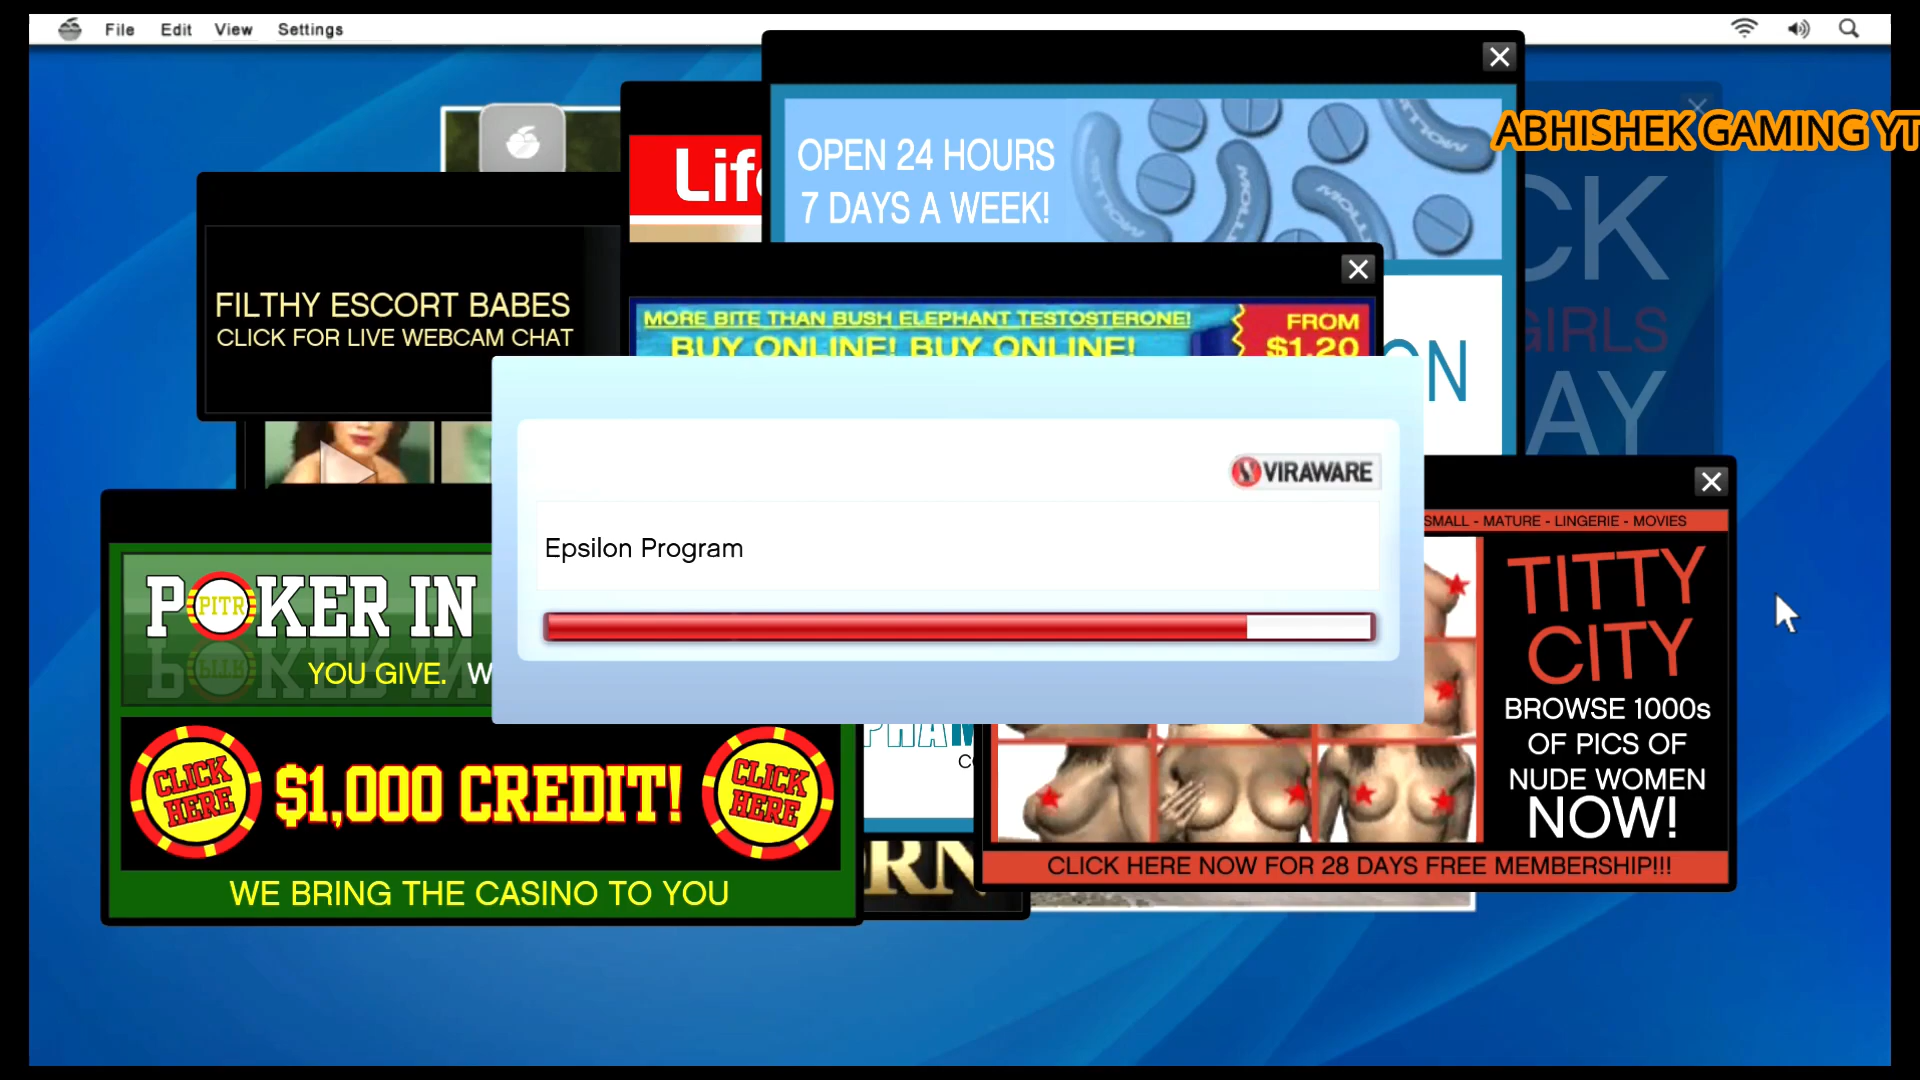 File Edit View Settings
ABHISHEK GAMING YT
OPEN 24 HOURS
7 DAYS A WEEK!
MOLLIS
FILTHY ESCORT BABES
CLICK FOR LIVE WEBCAM CHAT
MORE BITE THAN BUSH ELEPHANT TESTOSTERONE!
BUY ONLINE! BUY ONLINE!
FROM
$1.20
GIRLS
VIRAWARE
Epsilon Program
POKER IN
PITR
YOU GIVE. W
CLICK HERE
$1,000 CREDIT!
CLICK HERE
WE BRING THE CASINO TO YOU
SMALL - MATURE - LINGERIE - MOVIES
TITTY
CITY
BROWSE 1000s
OF PICS OF
NUDE WOMEN
NOW!
CLICK HERE NOW FOR 28 DAYS FREE MEMBERSHIP!!!